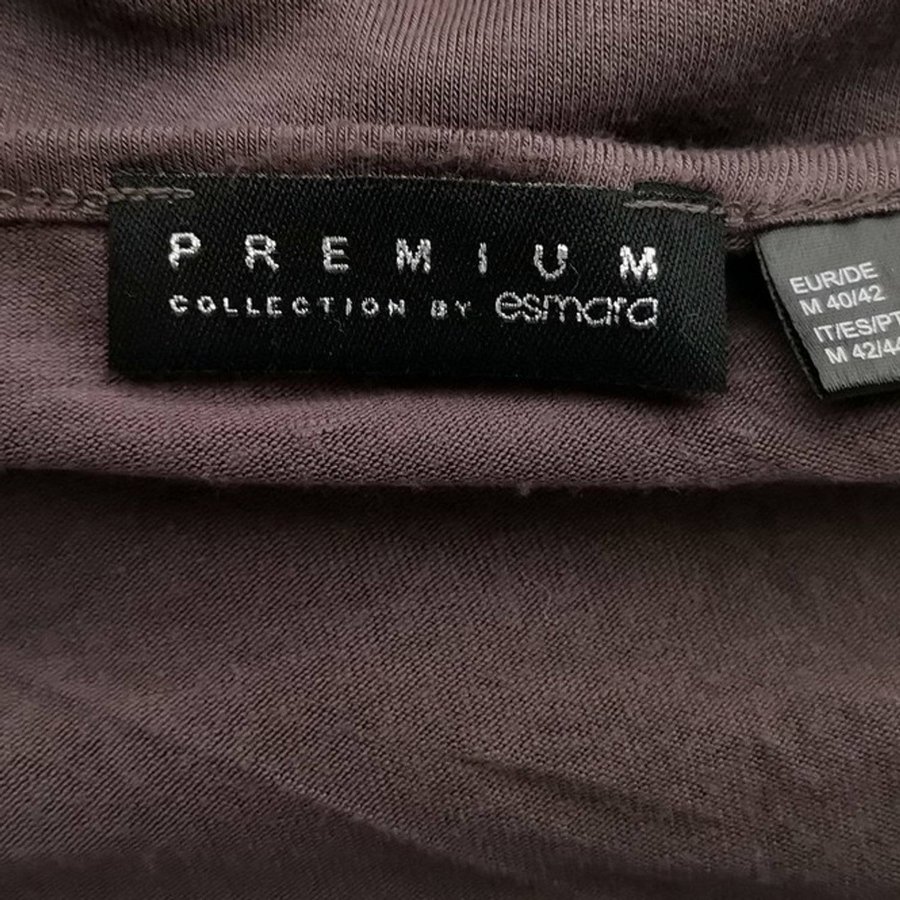 PREMIUM
COLLECTION BY esmara
EUR/DE
M 40/42
IT/ES/PT
M 42/44